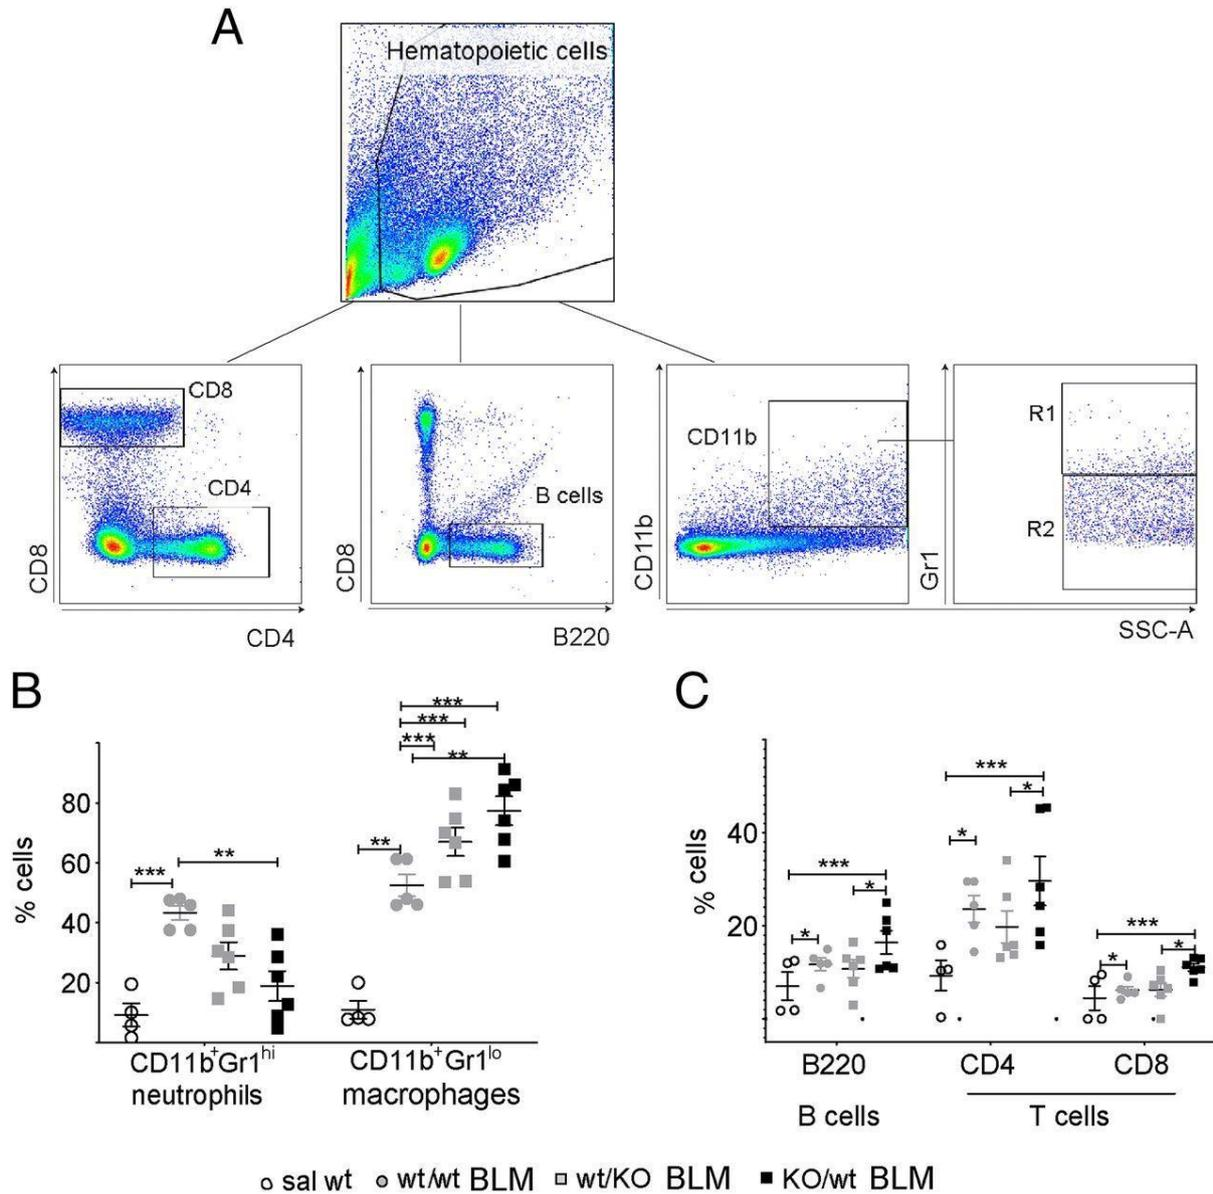 A
Hematopoietic cells
CD8
CD4
CD8
CD4
B cells
CD8
B220
CD11b
CD11b
R1
R2
Gr1
SSC-A
B
***
***
***
**
**
***
**
80
60
40
20
% cells
CD11b+Gr1hi
neutrophils
CD11b+Gr1lo
macrophages
C
***
*
*
***
*
*
***
*
*
40
20
% cells
B220
CD4
CD8
B cells
T cells
sal wt
wt/wt BLM
wt/KO BLM
KO/wt BLM